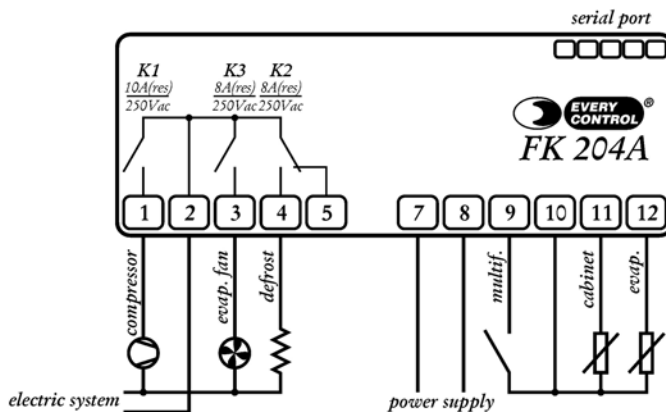 serial port
K1 K3 K2
10A(res) 8A(res) 8A(res)
250Vac 250Vac 250Vac
EVERY ®
CONTROL
FK 204A
1 2 3 4 5 7 8 9 10 11 12
compressor
evap. fan
defrost
multif.
cabinet
evap.
electric system
power supply